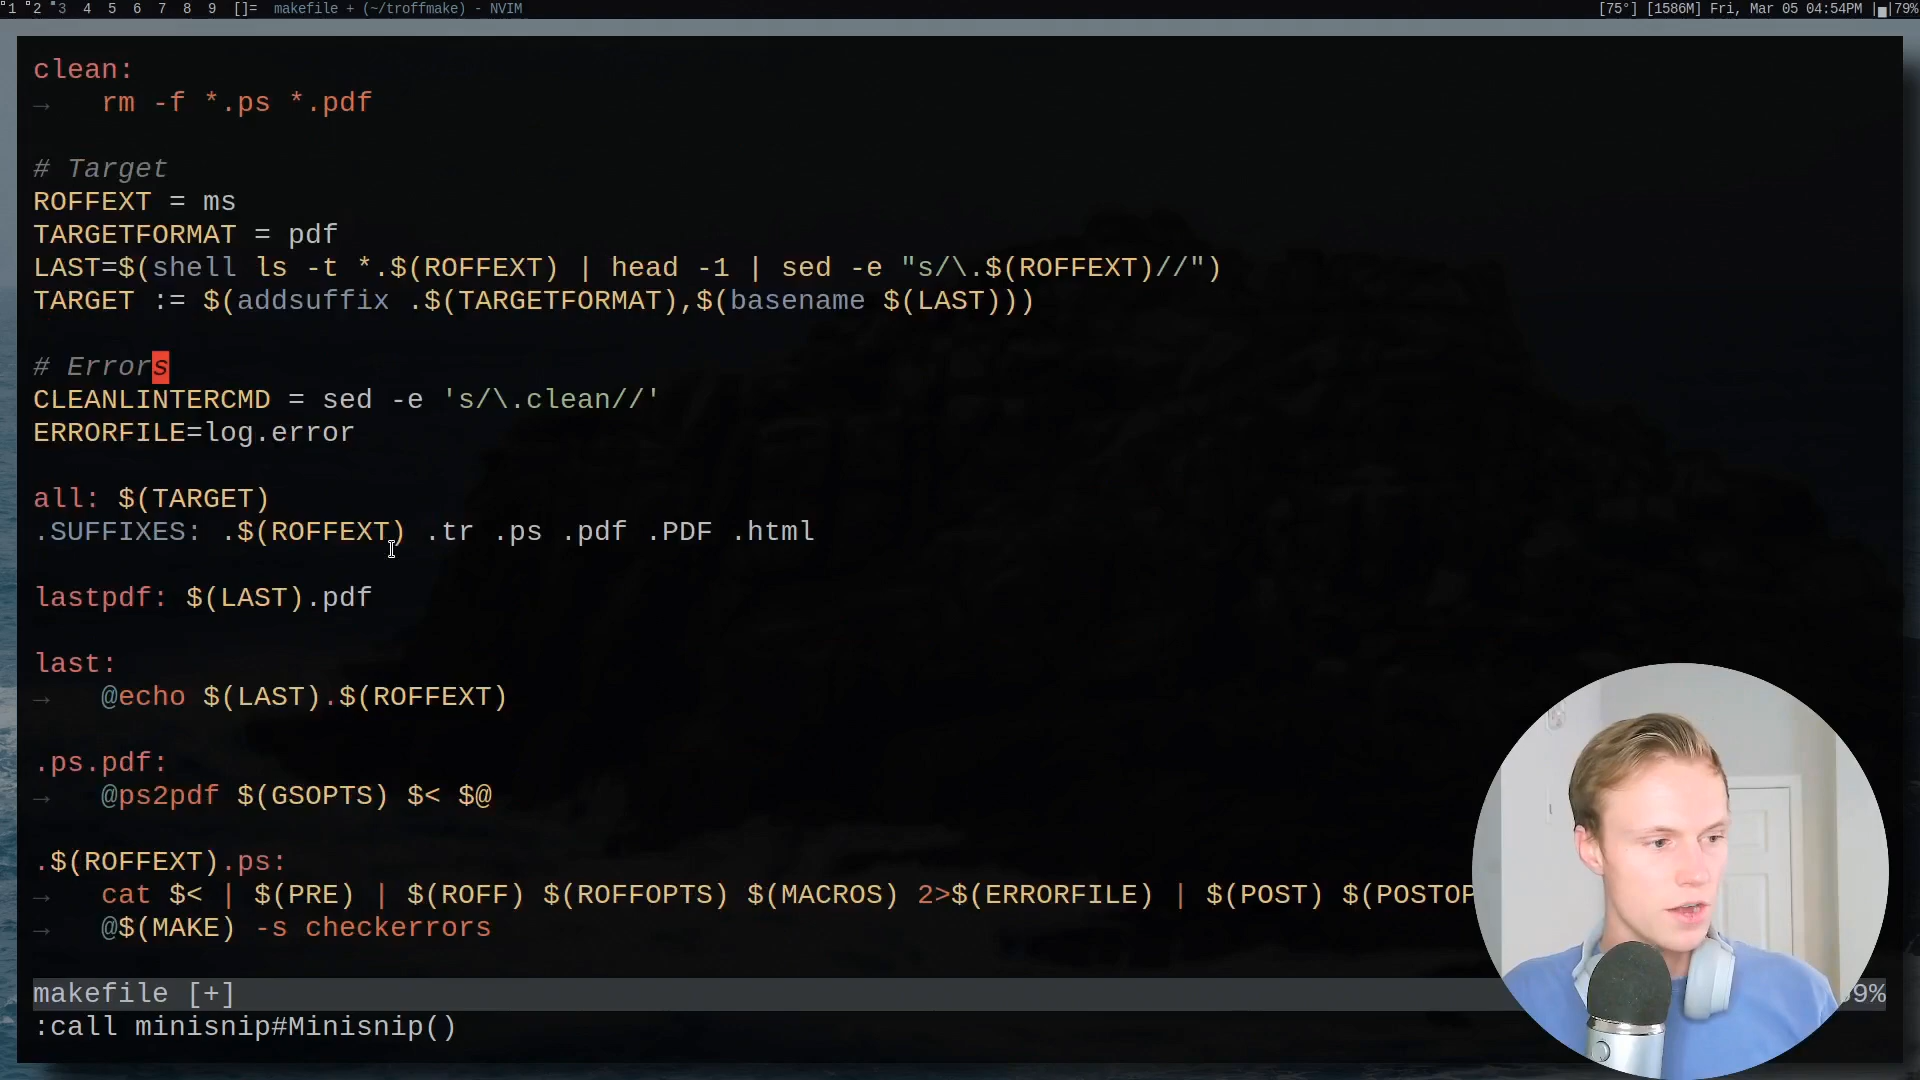 1 2 3 4 5 6 7 8 9 []= makefile + (~/troffmake) - NVIM [75°] [1586M] Fri, Mar 05 04:54PM |79%
clean:
→ rm -f *.ps *.pdf
# Target
ROFFEXT = ms
TARGETFORMAT = pdf
LAST=$(shell ls -t *.$(ROFFEXT) | head -1 | sed -e "s/\.$(ROFFEXT)//")
TARGET := $(addsuffix .$(TARGETFORMAT),$(basename $(LAST)))
# Errors
CLEANLINTERCMD = sed -e 's/\.clean//'
ERRORFILE=log.error
all: $(TARGET)
.SUFFIXES: .$(ROFFEXT) .tr .ps .pdf .PDF .html
lastpdf: $(LAST).pdf
last:
→ @echo $(LAST).$(ROFFEXT)
.ps.pdf:
→ @ps2pdf $(GSOPTS) $< $@
.$(ROFFEXT).ps:
→ cat $< | $(PRE) | $(ROFF) $(ROFFOPTS) $(MACROS) 2>$(ERRORFILE) | $(POST) $(POSTOP
→ @$(MAKE) -s checkerrors
makefile [+] 9%
:call minisnip#Minisnip()